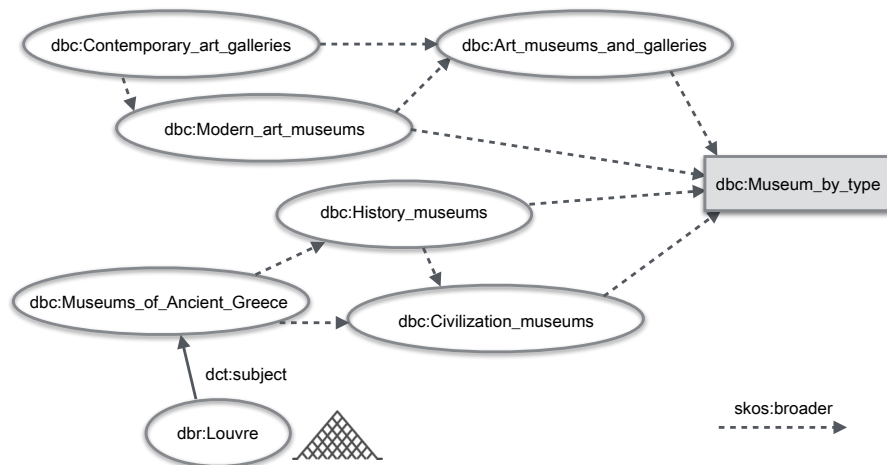 dbc:Contemporary_art_galleries
dbc:Art_museums_and_galleries
dbc:Modern_art_museums
dbc:Museum_by_type
dbc:History_museums
dbc:Museums_of_Ancient_Greece
dbc:Civilization_museums
dct:subject
skos:broader
dbr:Louvre